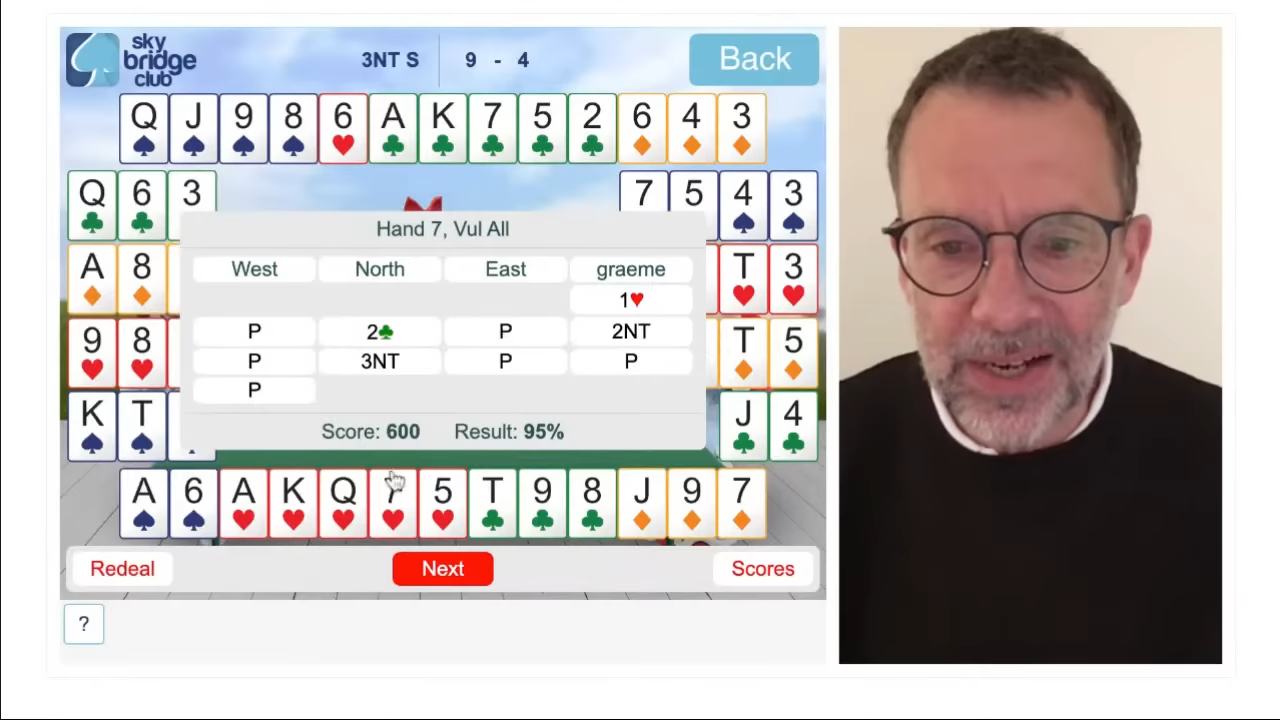 sky
bridge
club
3NT S
9 - 4
Back
Q J 9 8 6 A K 7 5 2 6 4 3
♠ ♠ ♠ ♠ ♥ ♣ ♣ ♣ ♣ ♣ ♦ ♦ ♦
Q 6 3
7 5 4 3
♣ ♣
♠ ♠
Hand 7, Vul All
A 8
T 3
♦ ♦
♥ ♥
West North East graeme
1♥
P 2♣ P 2NT
P 3NT P P
P
9 8
T 5
♥ ♥
♦ ♦
K T
J 4
♠ ♠
♣ ♣
Score: 600 Result: 95%
A 6 A K Q 7 5 T 9 8 J 9 7
♠ ♠ ♥ ♥ ♥ ♥ ♥ ♣ ♣ ♣ ♦ ♦ ♦
Redeal
Next
Scores
?